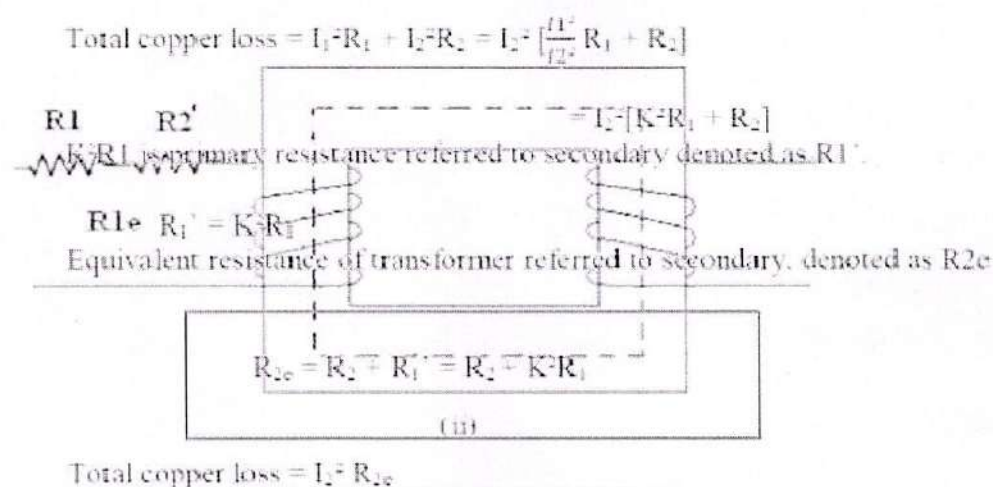 Total copper loss = I₁²R₁ + I₂²R₂ = I₂² [I1²/I2² R₁ + R₂]
= I₂²[K²R₁ + R₂]
R1 R2'
K²R1 is primary resistance referred to secondary denoted as R1'.
R1e R₁' = K²R₁
Equivalent resistance of transformer referred to secondary, denoted as R2e
R₂ₑ = R₂ + R₁' = R₂ + K²R₁
(ii)
Total copper loss = I₂² R₂ₑ